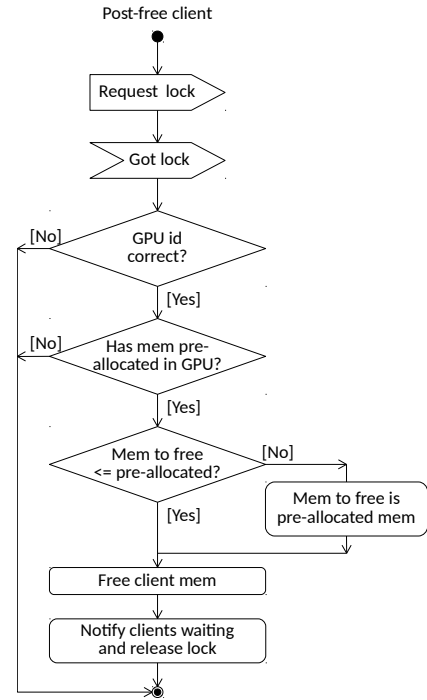 Post-free client
Request lock
Got lock
[No]
GPU id
correct?
[Yes]
[No]
Has mem pre-
allocated in GPU?
[Yes]
Mem to free
<= pre-allocated?
[No]
[Yes]
Mem to free is
pre-allocated mem
Free client mem
Notify clients waiting
and release lock